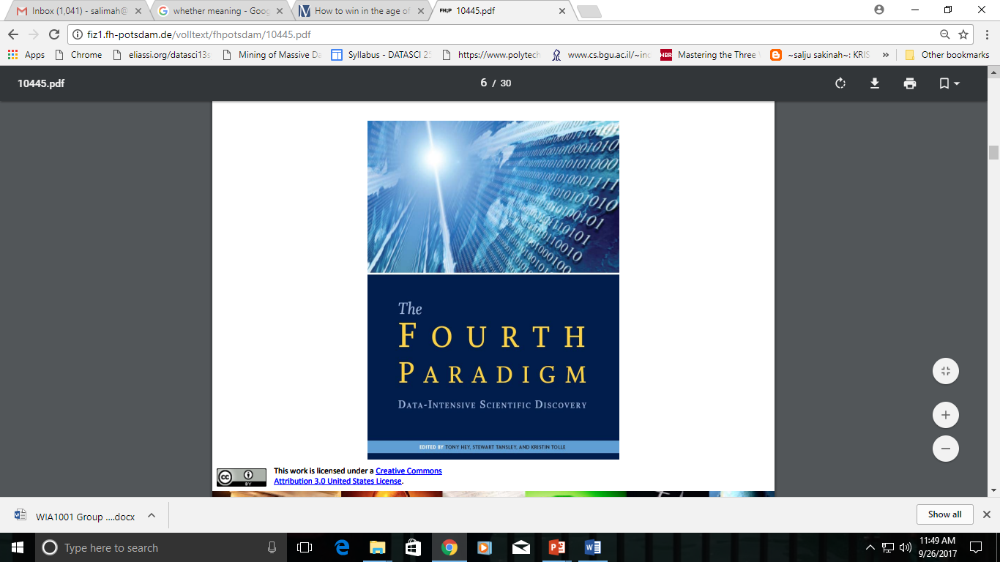 Inbox (1,041) - salimah@
whether meaning - Goog
How to win in the age of
FH;P 10445.pdf
fiz1.fh-potsdam.de/volltext/fhpotsdam/10445.pdf
Apps Chrome eliassi.org/datasci13s Mining of Massive Da Syllabus - DATASCI 25 https://www.polytech www.cs.bgu.ac.il/~inc HBR Mastering the Three ~salju sakinah~: KRIS » Other bookmarks
10445.pdf 6 / 30
The
FOURTH
PARADIGM
DATA-INTENSIVE SCIENTIFIC DISCOVERY
EDITED BY TONY HEY, STEWART TANSLEY, AND KRISTIN TOLLE
CC BY
This work is licensed under a Creative Commons
Attribution 3.0 United States License.
WIA1001 Group ....docx Show all
Type here to search
11:49 AM
9/26/2017